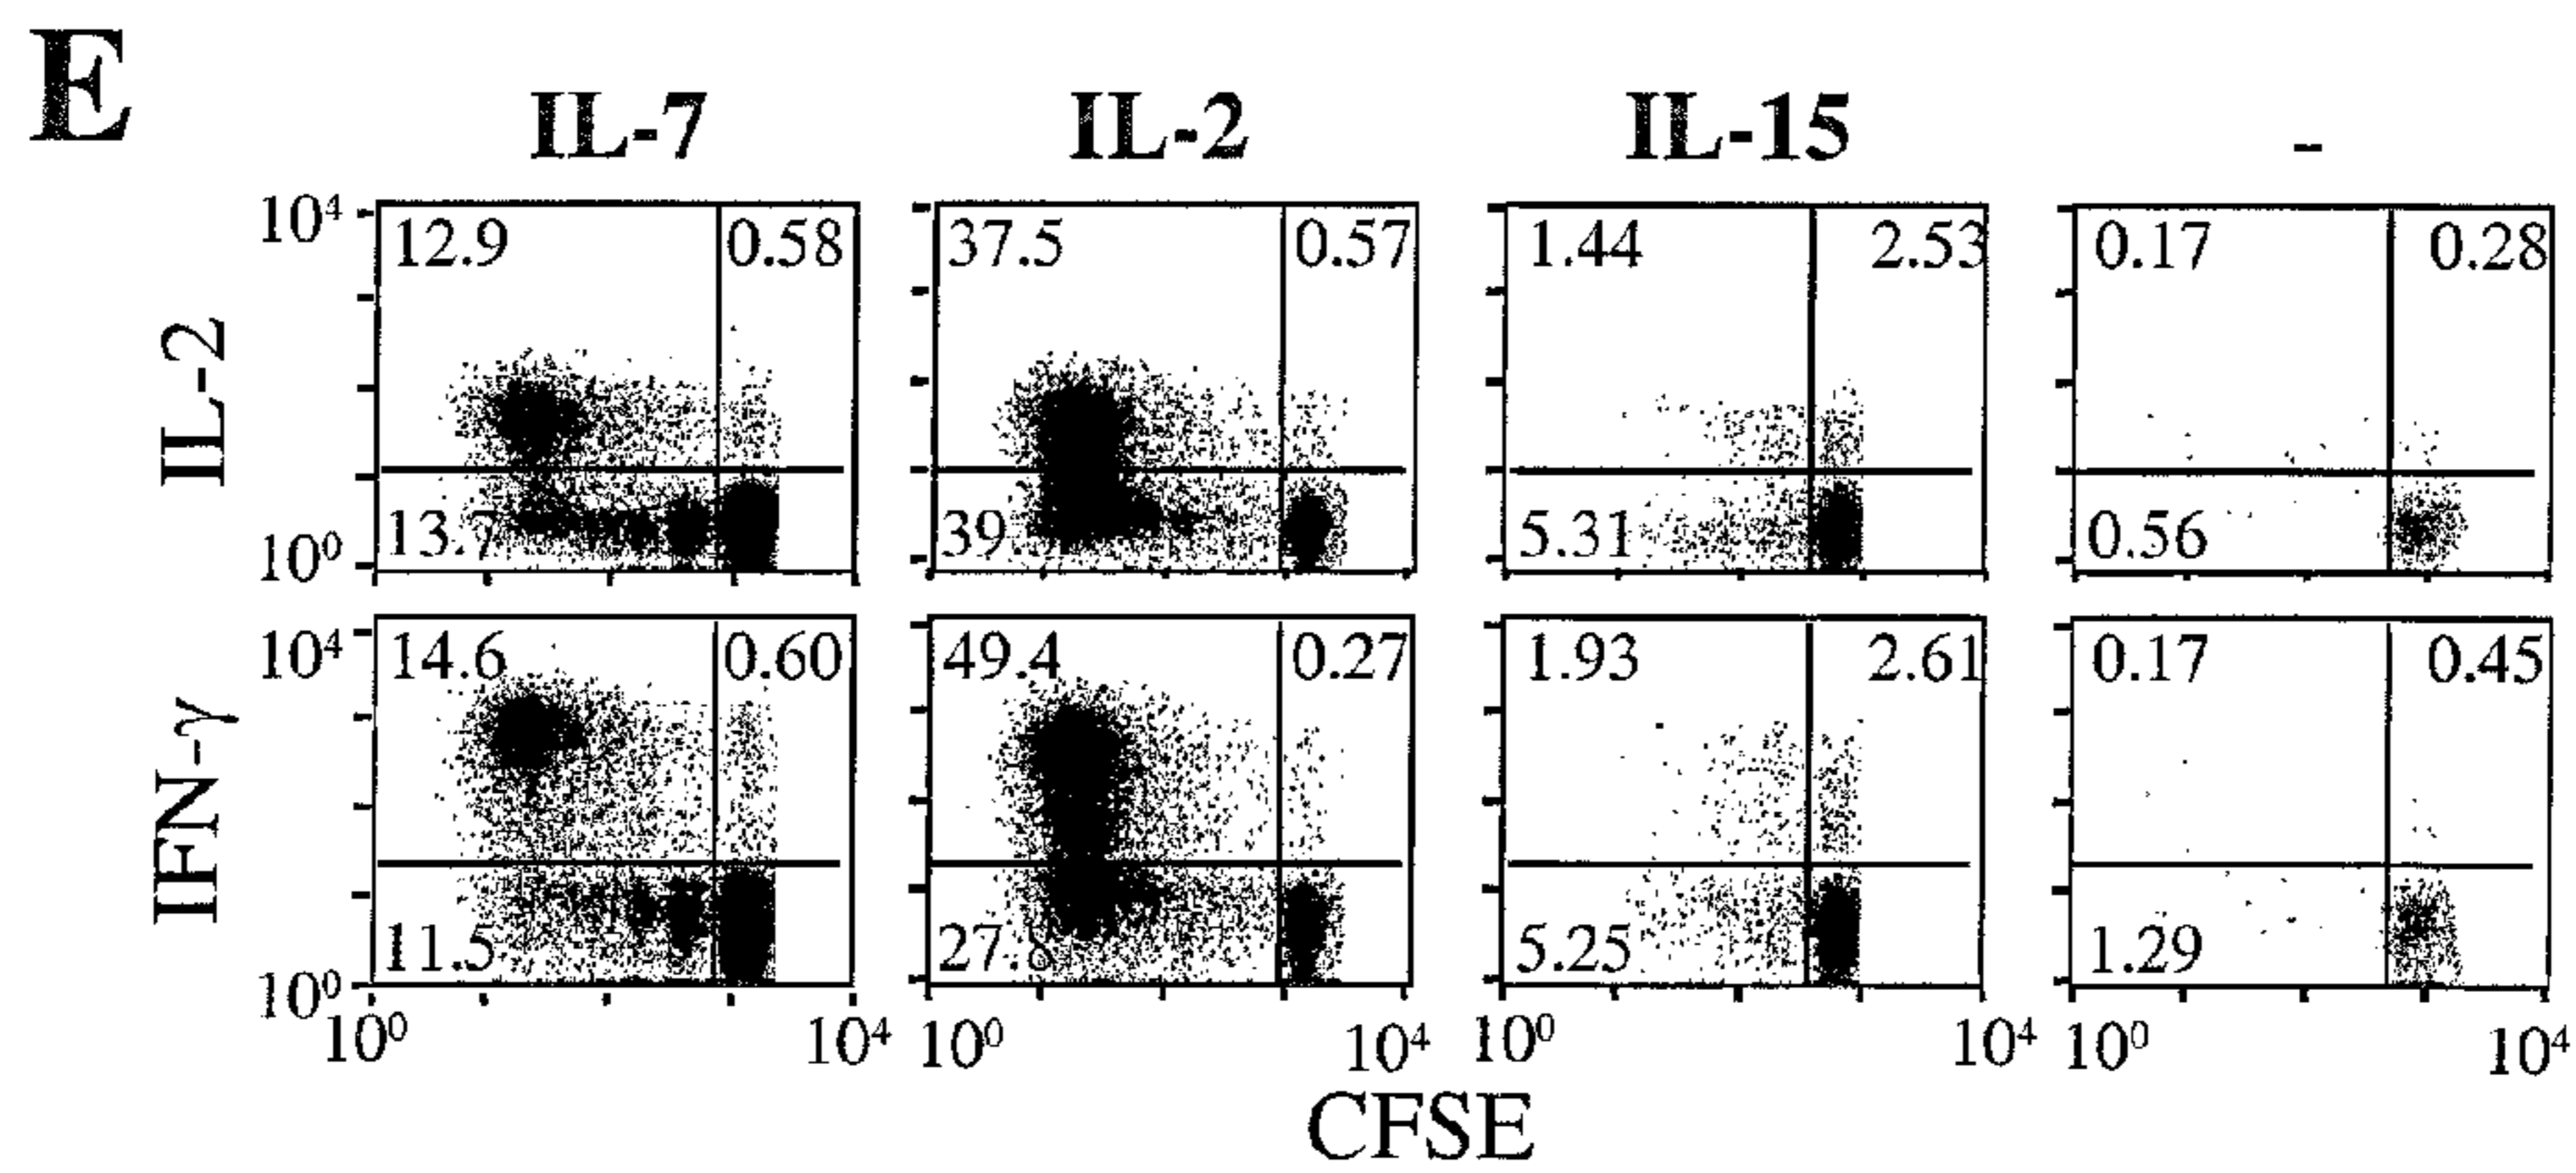 E
IL-7 IL-2 IL-15 -
10⁴ 12.9 0.58 37.5 0.57 1.44 2.53 0.17 0.28
IL-2
10⁰ 13.7 39 5.31 0.56
10⁴ 14.6 0.60 49.4 0.27 1.93 2.61 0.17 0.45
IFN-γ
11.5 27.8 5.25 1.29
10⁰
10⁰ 10⁴ 10⁰ 10⁴ 10⁰ 10⁴ 10⁰ 10⁴
CFSE